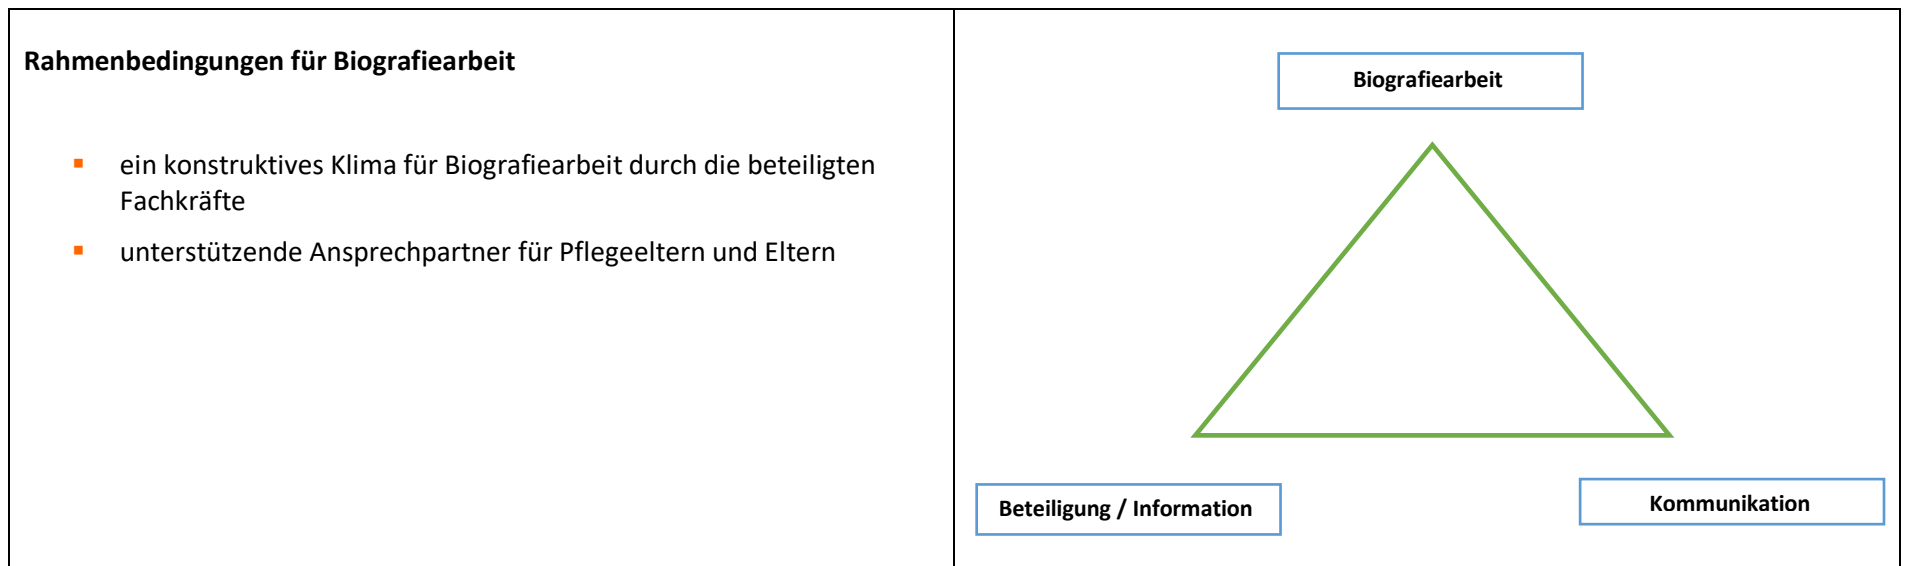 Rahmenbedingungen für Biografiearbeit
ein konstruktives Klima für Biografiearbeit durch die beteiligten
Fachkräfte
unterstützende Ansprechpartner für Pflegeeltern und Eltern
Biografiearbeit
Beteiligung / Information
Kommunikation